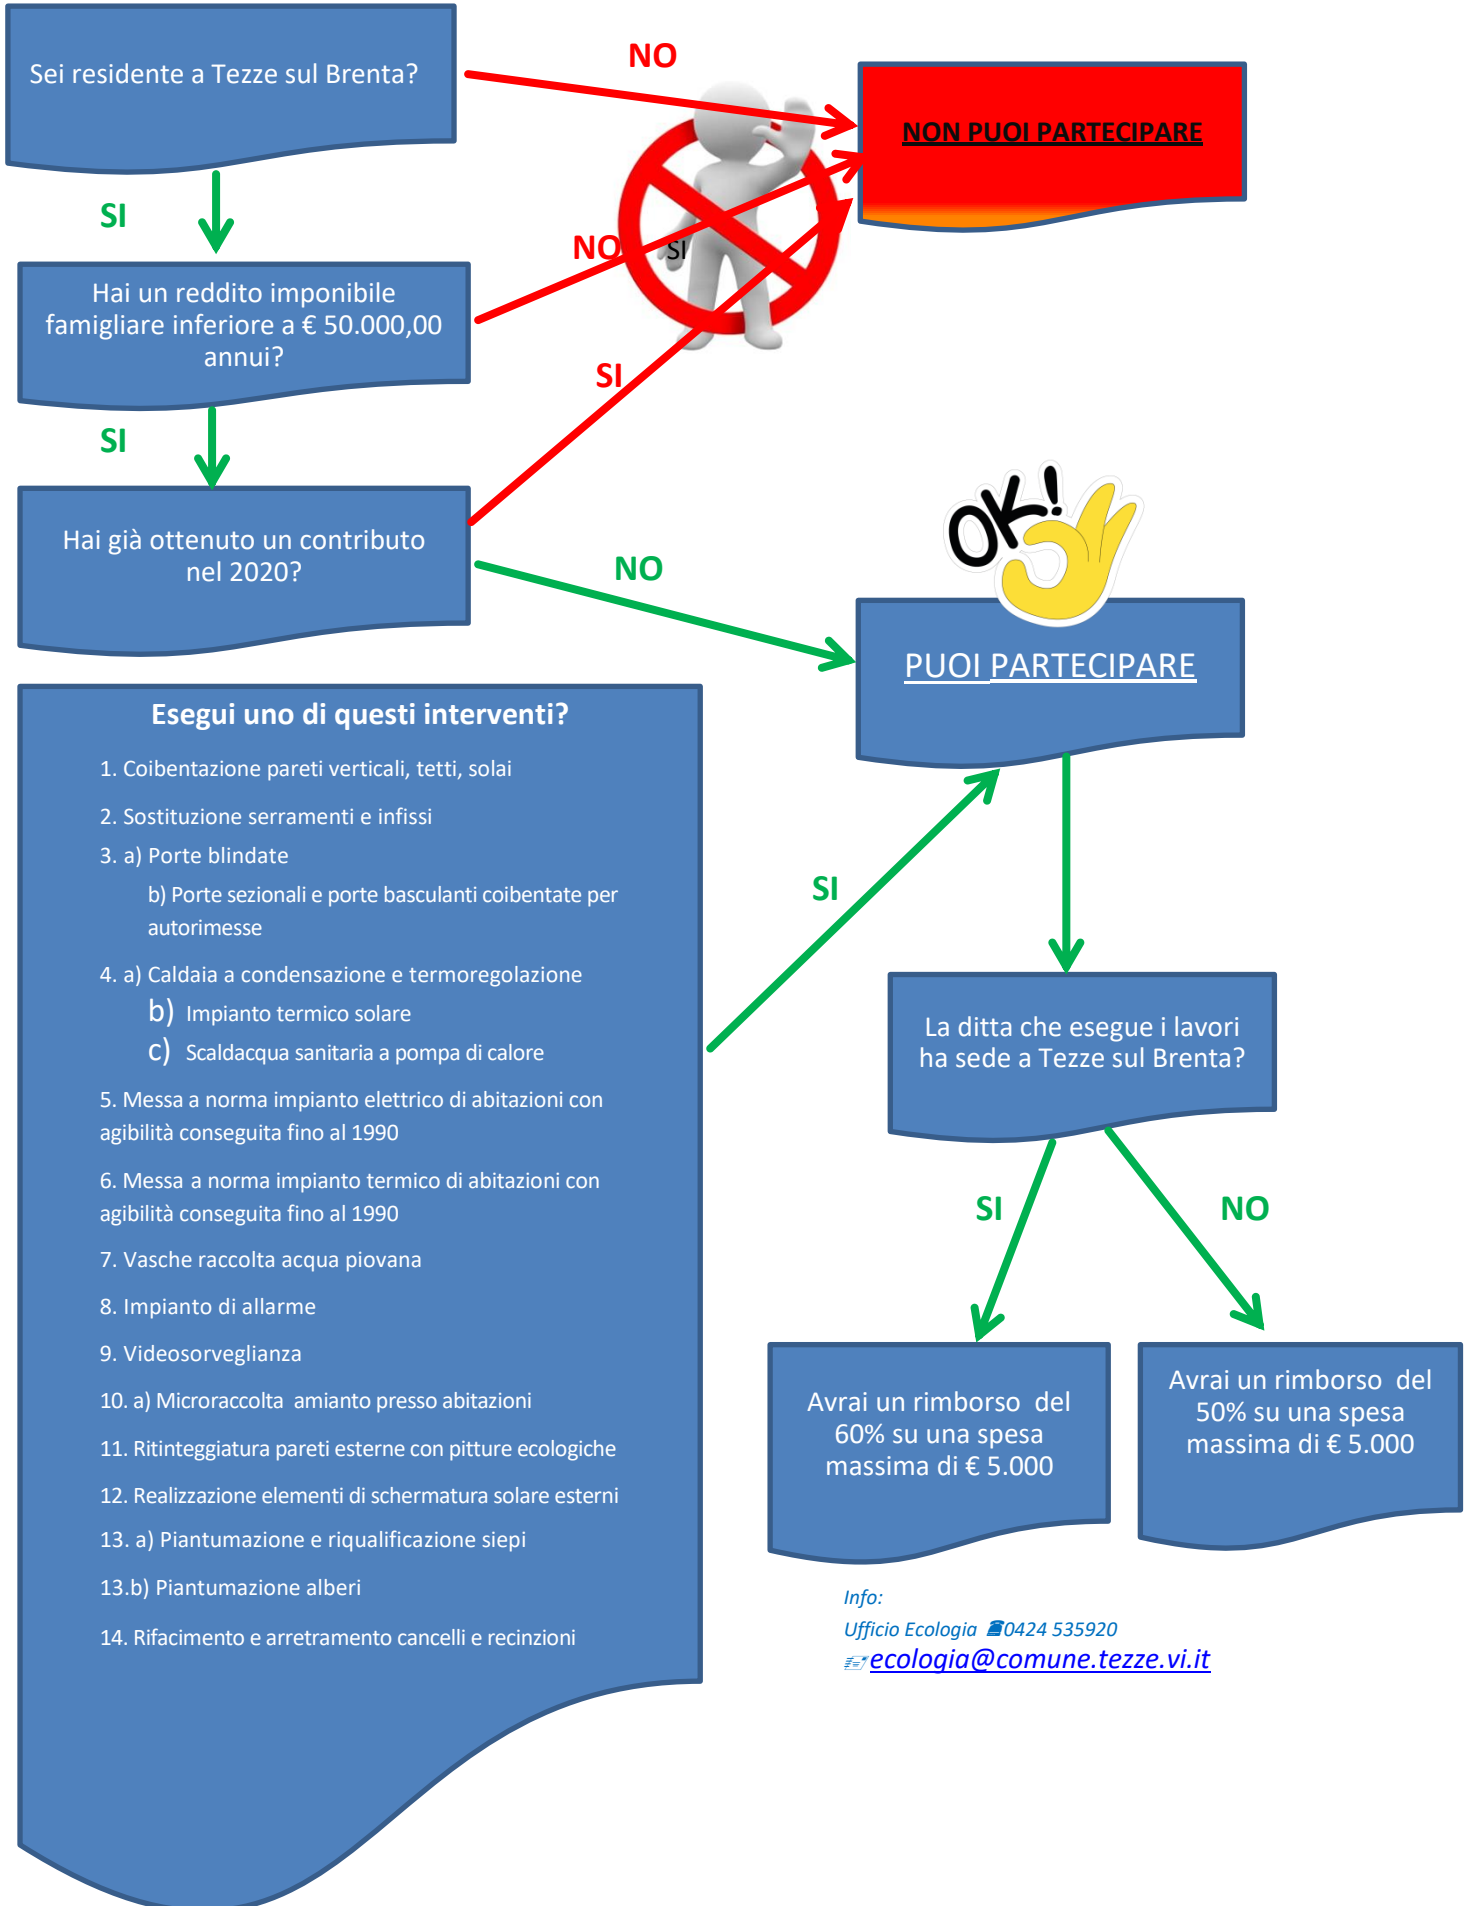 Sei residente a Tezze sul Brenta?
NO
NON PUOI PARTECIPARE
SI
NO
SI
Hai un reddito imponibile
famigliare inferiore a € 50.000,00
annui?
SI
SI
Hai già ottenuto un contributo
nel 2020?
NO
OK!
PUOI PARTECIPARE
Esegui uno di questi interventi?
1. Coibentazione pareti verticali, tetti, solai
2. Sostituzione serramenti e infissi
3. a) Porte blindate
b) Porte sezionali e porte basculanti coibentate per
autorimesse
4. a) Caldaia a condensazione e termoregolazione
b) Impianto termico solare
c) Scaldacqua sanitaria a pompa di calore
5. Messa a norma impianto elettrico di abitazioni con
agibilità conseguita fino al 1990
6. Messa a norma impianto termico di abitazioni con
agibilità conseguita fino al 1990
7. Vasche raccolta acqua piovana
8. Impianto di allarme
9. Videosorveglianza
10. a) Microraccolta amianto presso abitazioni
11. Ritinteggiatura pareti esterne con pitture ecologiche
12. Realizzazione elementi di schermatura solare esterni
13. a) Piantumazione e riqualificazione siepi
13.b) Piantumazione alberi
14. Rifacimento e arretramento cancelli e recinzioni
SI
La ditta che esegue i lavori
ha sede a Tezze sul Brenta?
SI
NO
Avrai un rimborso del
60% su una spesa
massima di € 5.000
Avrai un rimborso del
50% su una spesa
massima di € 5.000
Info:
Ufficio Ecologia 🕿0424 535920
ecologia@comune.tezze.vi.it